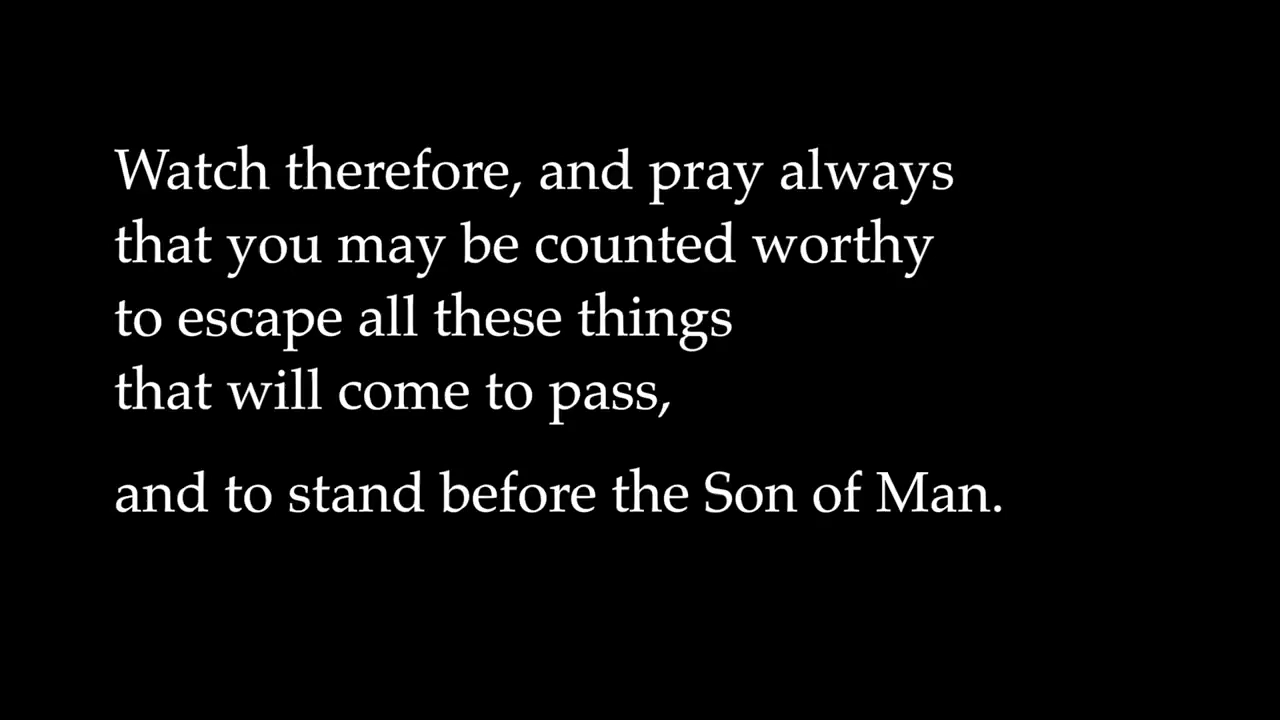 Watch therefore, and pray always
that you may be counted worthy
to escape all these things
that will come to pass,
and to stand before the Son of Man.